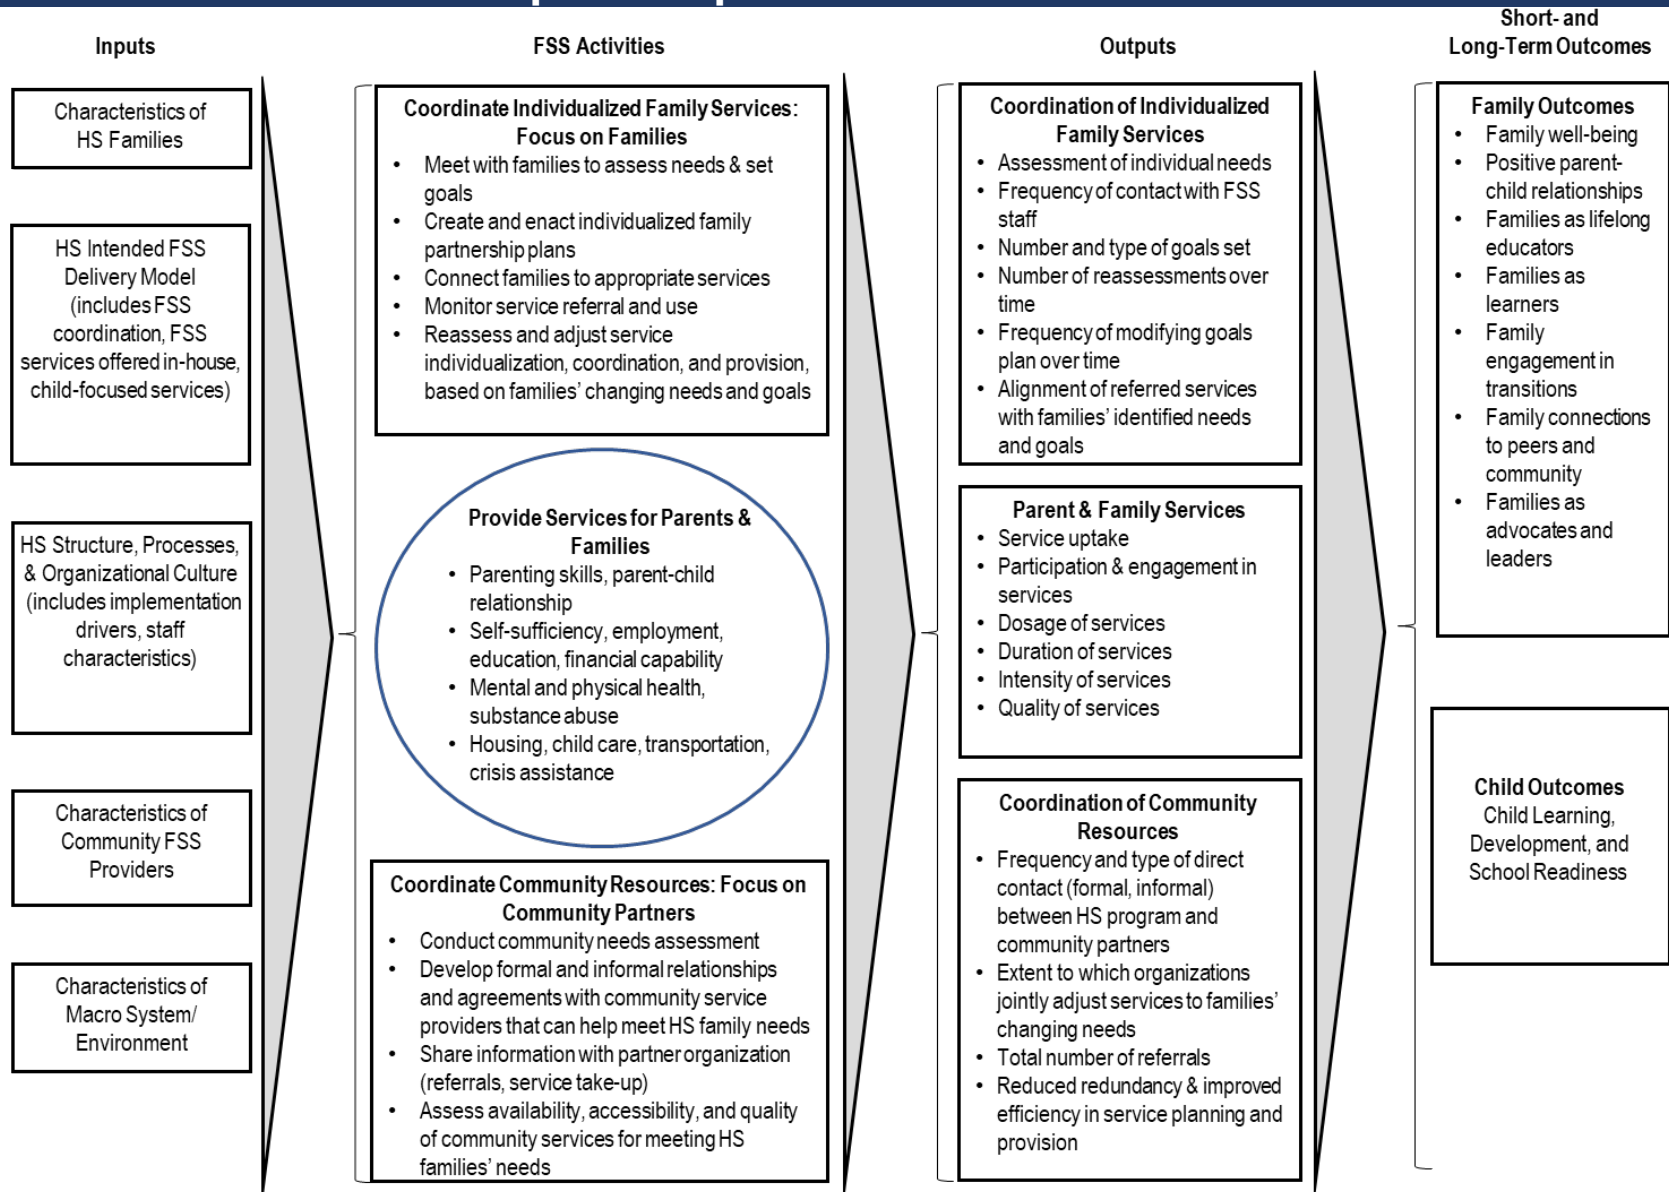 Inputs
Characteristics of
HS Families
HS Intended FSS
Delivery Model
(includes FSS
coordination, FSS
services offered in-house,
child-focused services)
HS Structure, Processes,
& Organizational Culture
(includes implementation
drivers, staff
characteristics)
Characteristics of
Community FSS
Providers
Characteristics of
Macro System/
Environment
FSS Activities
Coordinate Individualized Family Services:
Focus on Families
• Meet with families to assess needs & set
goals
• Create and enact individualized family
partnership plans
• Connect families to appropriate services
• Monitor service referral and use
• Reassess and adjust service
individualization, coordination, and provision,
based on families' changing needs and goals
Provide Services for Parents &
Families
• Parenting skills, parent-child
relationship
• Self-sufficiency, employment,
education, financial capability
• Mental and physical health,
substance abuse
• Housing, child care, transportation,
crisis assistance
Coordinate Community Resources: Focus on
Community Partners
• Conduct community needs assessment
• Develop formal and informal relationships
and agreements with community service
providers that can help meet HS family needs
• Share information with partner organization
(referrals, service take-up)
• Assess availability, accessibility, and quality
of community services for meeting HS
families' needs
Outputs
Coordination of Individualized
Family Services
• Assessment of individual needs
• Frequency of contact with FSS
staff
• Number and type of goals set
• Number of reassessments over
time
• Frequency of modifying goals
plan over time
• Alignment of referred services
with families' identified needs
and goals
Parent & Family Services
• Service uptake
• Participation & engagement in
services
• Dosage of services
• Duration of services
• Intensity of services
• Quality of services
Coordination of Community
Resources
• Frequency and type of direct
contact (formal, informal)
between HS program and
community partners
• Extent to which organizations
jointly adjust services to families'
changing needs
• Total number of referrals
• Reduced redundancy & improved
efficiency in service planning and
provision
Short- and
Long-Term Outcomes
Family Outcomes
• Family well-being
• Positive parent-
child relationships
• Families as lifelong
educators
• Families as
learners
• Family
engagement in
transitions
• Family connections
to peers and
community
• Families as
advocates and
leaders
Child Outcomes
Child Learning,
Development, and
School Readiness